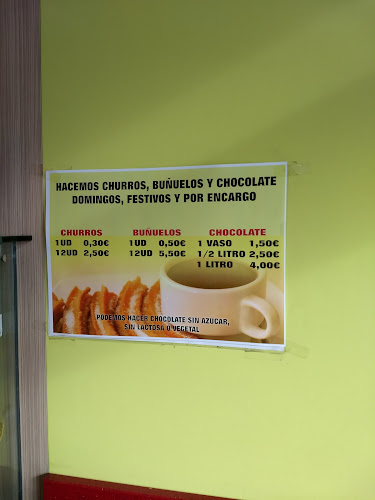 HACEMOS CHURROS, BUÑUELOS Y CHOCOLATE
DOMINGOS, FESTIVOS Y POR ENCARGO
CHURROS BUÑUELOS CHOCOLATE
1UD 0,30€ 1UD 0,50€ 1 VASO 1,50€
12UD 2,50€ 12UD 5,50€ 1/2 LITRO 2,50€
1 LITRO 4,00€
PODEMOS HACER CHOCOLATE SIN AZUCAR,
SIN LACTOSA O VEGETAL